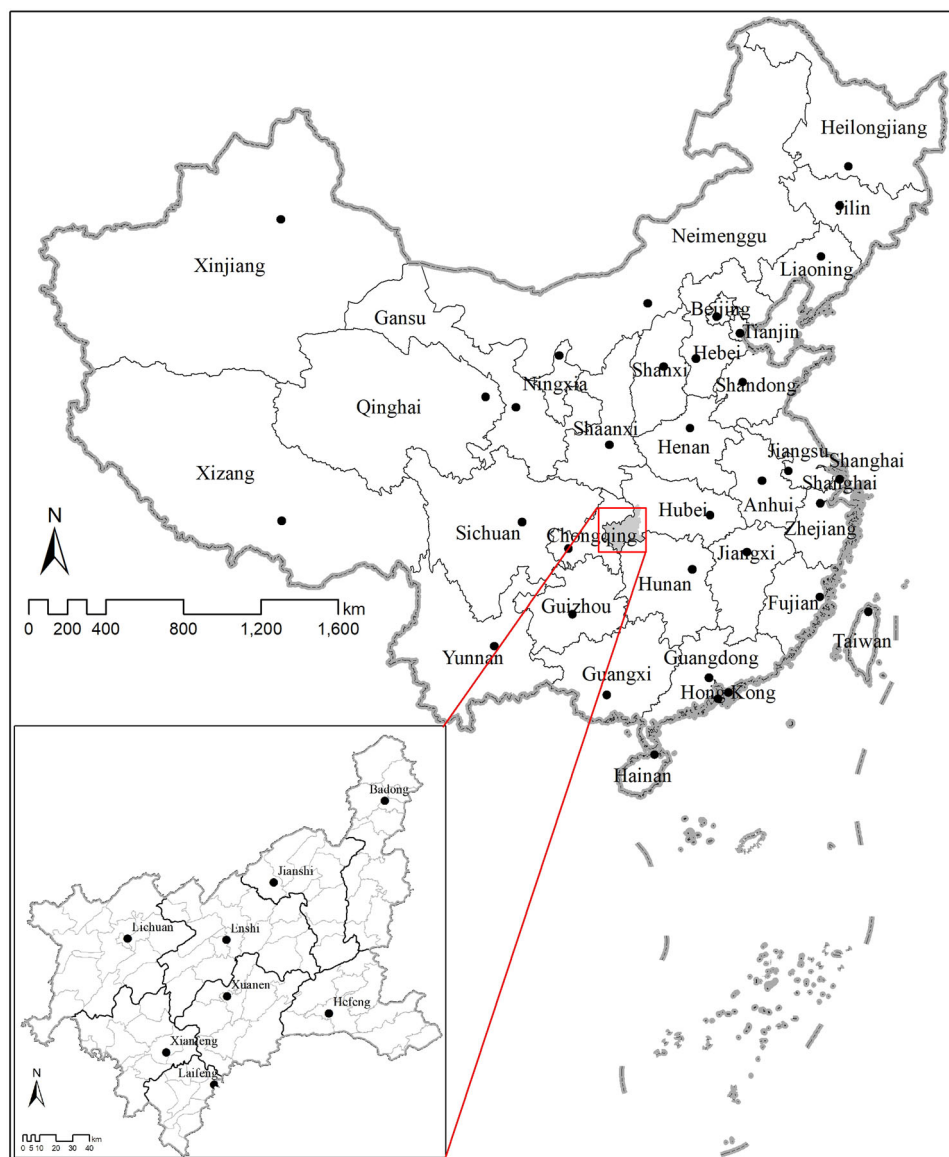 Heilongjiang
Jilin
Neimenggu
Liaoning
Xinjiang
Beijing
Gansu
Tianjin
Hebei
Shanxi
Ningxia
Shandong
Qinghai
Shaanxi
Henan
Jiangsu
Shanghai
Xizang
Shanghai
Anhui
Hubei
N
Sichuan
Zhejiang
Chongqing
Jiangxi
Hunan
Guizhou
Fujian
km
0 200 400 800 1,200 1,600
Taiwan
Yunnan
Guangdong
Guangxi
Hong Kong
Hainan
Badong
Jianshi
Lichuan
Enshi
Xuanen
Hefeng
Xianfeng
Laifeng
N
km
0 5 10 20 30 40